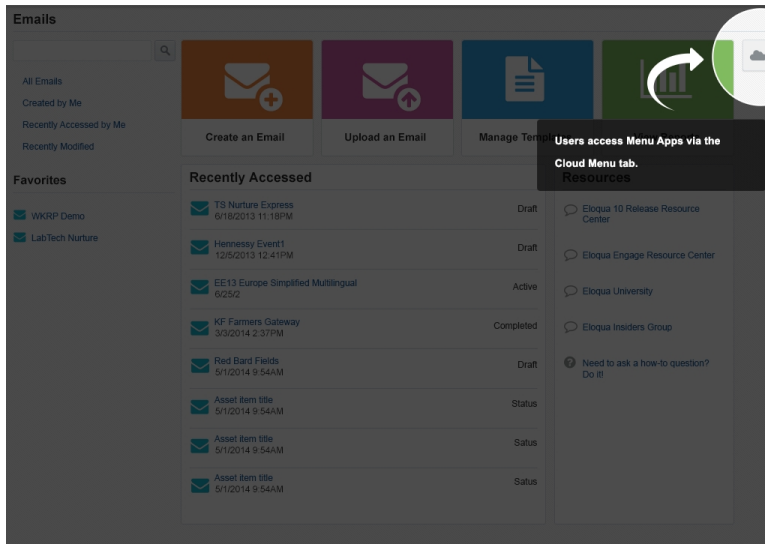 Emails
All Emails
Created by Me
Recently Accessed by Me
Recently Modified
Favorites
WKRP Demo
LabTech Nurture
Create an Email
Upload an Email
Manage Templates
View Reports
Users access Menu Apps via the
Cloud Menu tab.
Recently Accessed
TS Nurture Express
6/18/2013 11:18PM
Draft
Hennessy Event1
12/5/2013 12:41PM
Draft
EE13 Europe Simplified Multilingual
6/25/2
Active
KF Farmers Gateway
3/3/2014 2:37PM
Completed
Red Bard Fields
5/1/2014 9:54AM
Draft
Asset item title
5/1/2014 9:54AM
Status
Asset item title
5/1/2014 9:54AM
Satus
Asset item title
5/1/2014 9:54AM
Satus
Resources
Eloqua 10 Release Resource
Center
Eloqua Engage Resource Center
Eloqua University
Eloqua Insiders Group
Need to ask a how-to question?
Do it!